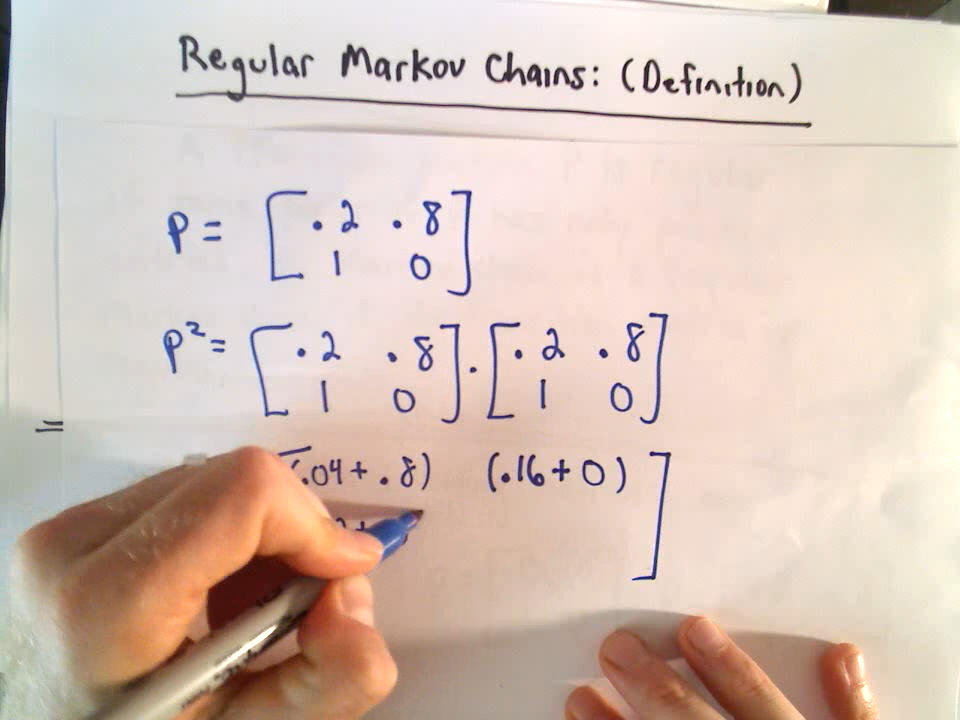 Regular Markov Chains: (Definition)
P = [ .2 .8
1 0 ]
P² = [ .2 .8 ] · [ .2 .8 ]
1 0 1 0
=
(.04 + .8) (.16 + 0) ]
.2 +